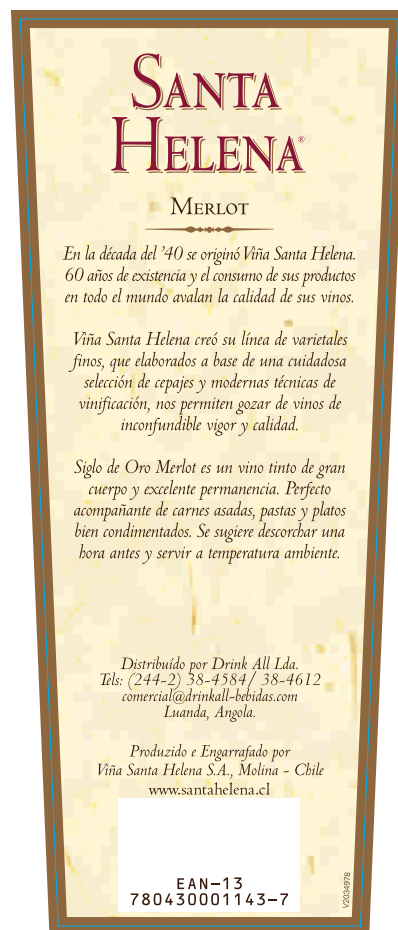 SANTA
HELENA®
MERLOT
En la década del '40 se originó Viña Santa Helena.
60 años de existencia y el consumo de sus productos
en todo el mundo avalan la calidad de sus vinos.
Viña Santa Helena creó su línea de varietales
finos, que elaborados a base de una cuidadosa
selección de cepajes y modernas técnicas de
vinificación, nos permiten gozar de vinos de
inconfundible vigor y calidad.
Siglo de Oro Merlot es un vino tinto de gran
cuerpo y excelente permanencia. Perfecto
acompañante de carnes asadas, pastas y platos
bien condimentados. Se sugiere descorchar una
hora antes y servir a temperatura ambiente.
Distribuído por Drink All Lda.
Tels: (244-2) 38-4584/ 38-4612
comercial@drinkall-bebidas.com
Luanda, Angola.
Produzido e Engarrafado por
Viña Santa Helena S.A., Molina - Chile
www.santahelena.cl
EAN-13
780430001143-7
V2034978